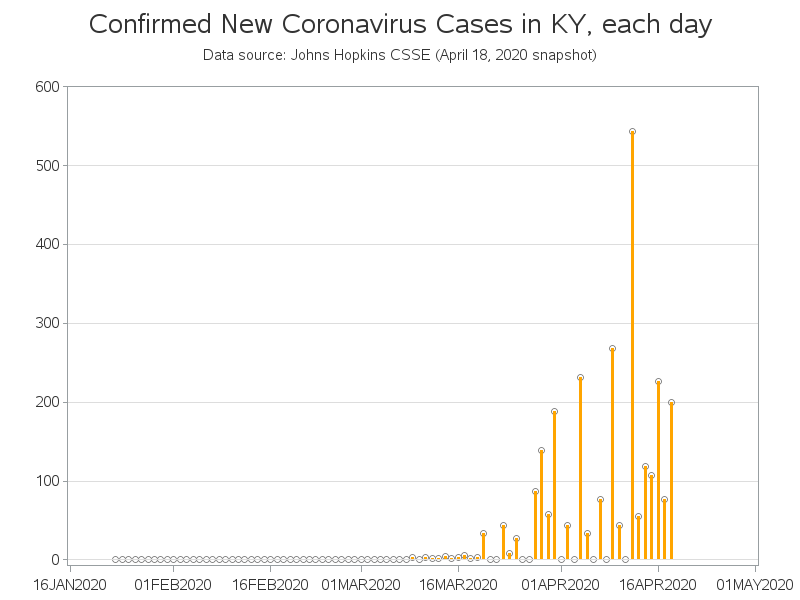 Confirmed New Coronavirus Cases in KY, each day
Data source: Johns Hopkins CSSE (April 18, 2020 snapshot)
600
500
400
300
200
100
0
16JAN2020 01FEB2020 16FEB2020 01MAR2020 16MAR2020 01APR2020 16APR2020 01MAY2020